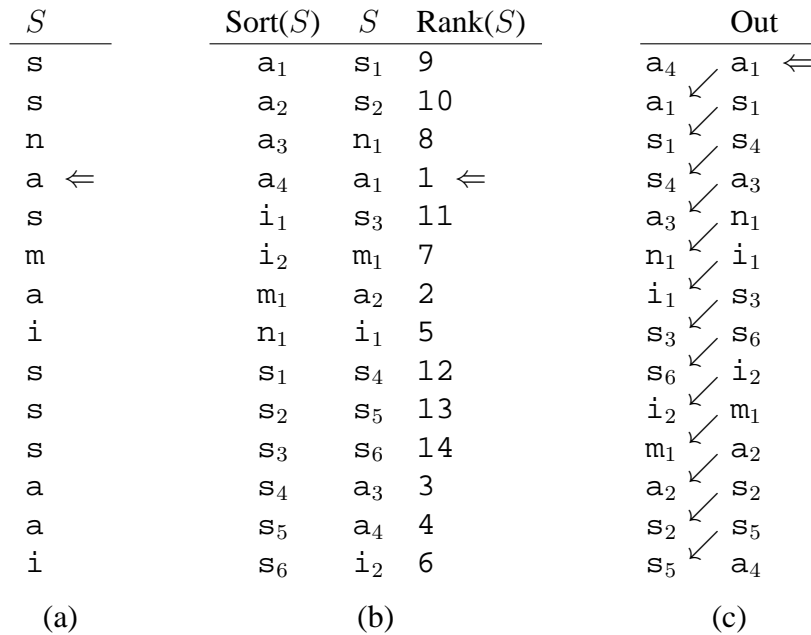 S Sort(S) S Rank(S) Out
s a₁ s₁ 9 a₄ ↙ a₁ ⇐
s a₂ s₂ 10 a₁ ↙ s₁
n a₃ n₁ 8 s₁ ↙ s₄
a ⇐ a₄ a₁ 1 ⇐ s₄ ↙ a₃
s i₁ s₃ 11 a₃ ↙ n₁
m i₂ m₁ 7 n₁ ↙ i₁
a m₁ a₂ 2 i₁ ↙ s₃
i n₁ i₁ 5 s₃ ↙ s₆
s s₁ s₄ 12 s₆ ↙ i₂
s s₂ s₅ 13 i₂ ↙ m₁
s s₃ s₆ 14 m₁ ↙ a₂
a s₄ a₃ 3 a₂ ↙ s₂
a s₅ a₄ 4 s₂ ↙ s₅
i s₆ i₂ 6 s₅ a₄
(a) (b) (c)